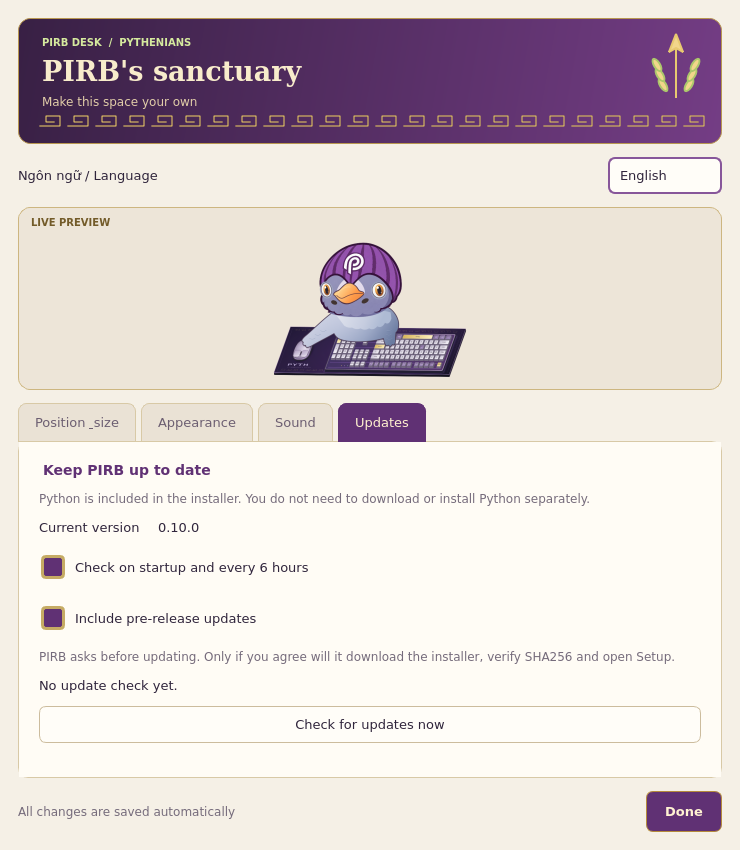 PIRB DESK / PYTHENIANS
PIRB's sanctuary
Make this space your own
Ngôn ngữ / Language
English
LIVE PREVIEW
PYTH
Position _size
Appearance
Sound
Updates
Keep PIRB up to date
Python is included in the installer. You do not need to download or install Python separately.
Current version 0.10.0
Check on startup and every 6 hours
Include pre-release updates
PIRB asks before updating. Only if you agree will it download the installer, verify SHA256 and open Setup.
No update check yet.
Check for updates now
All changes are saved automatically
Done